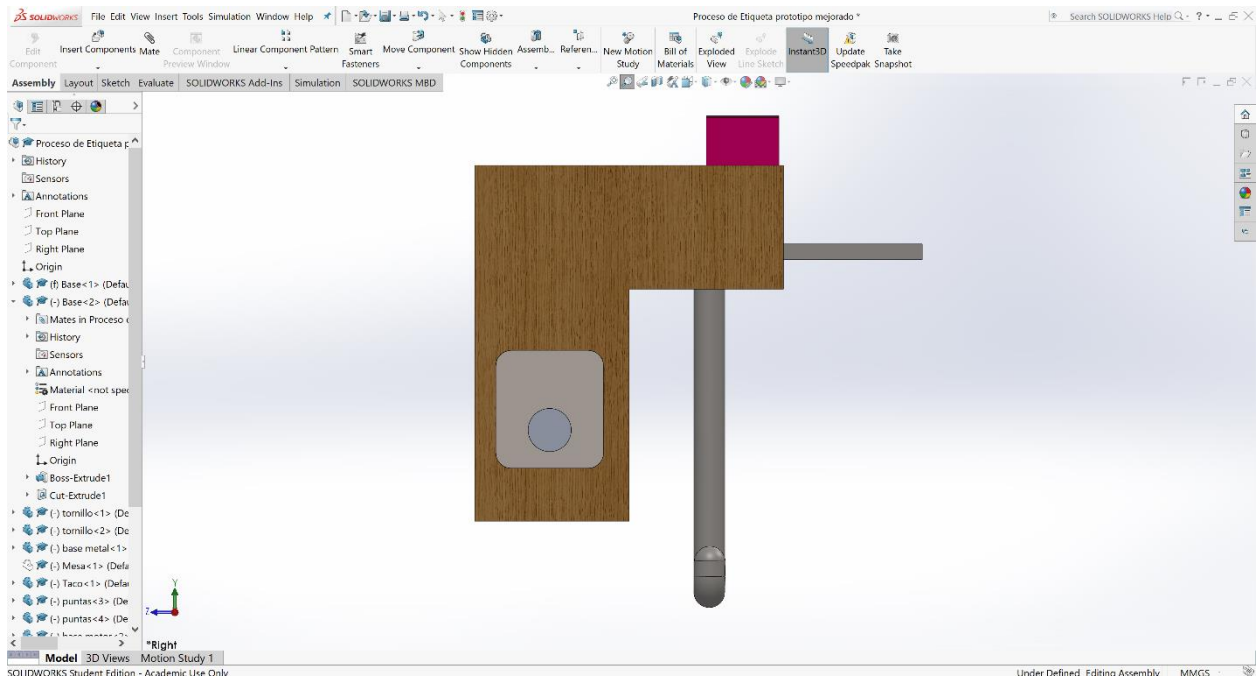 SOLIDWORKS File Edit View Insert Tools Simulation Window Help Proceso de Etiqueta prototipo mejorado * Search SOLIDWORKS Help
Edit Component Insert Components Mate Component Preview Window Linear Component Pattern Smart Fasteners Move Component Show Hidden Components Assemb... Referen... New Motion Study Bill of Materials Exploded View Explode Line Sketch Instant3D Update Speedpak Take Snapshot
Assembly Layout Sketch Evaluate SOLIDWORKS Add-Ins Simulation SOLIDWORKS MBD
Proceso de Etiqueta p
History
Sensors
Annotations
Front Plane
Top Plane
Right Plane
Origin
(f) Base<1> (Defau
(-) Base<2> (Defau
Mates in Proceso d
History
Sensors
Annotations
Material <not spec
Front Plane
Top Plane
Right Plane
Origin
Boss-Extrude1
Cut-Extrude1
(-) tornillo<1> (De
(-) tornillo<2> (De
(-) base metal<1>
(-) Mesa<1> (Defa
(-) Taco<1> (Defau
(-) puntas<3> (De
(-) puntas<4> (De
Y
Z
*Right
Model 3D Views Motion Study 1
SOLIDWORKS Student Edition - Academic Use Only Under Defined Editing Assembly MMGS